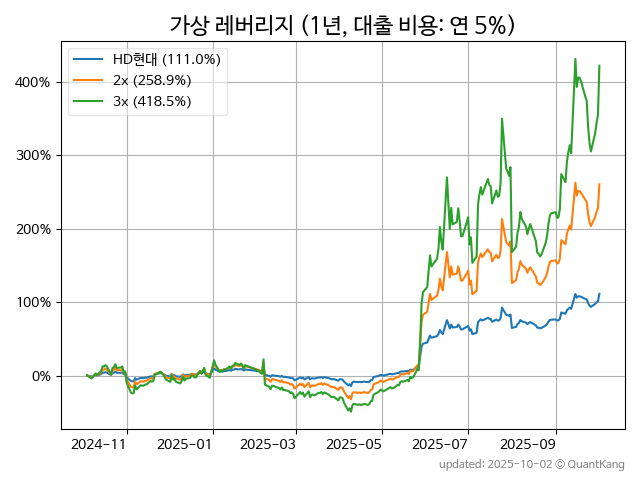 가상 레버리지 (1년, 대출 비용: 연 5%)
HD현대 (111.0%)
2x (258.9%)
3x (418.5%)
400%
300%
200%
100%
0%
2024-11 2025-01 2025-03 2025-05 2025-07 2025-09
updated: 2025-10-02 © QuantKang